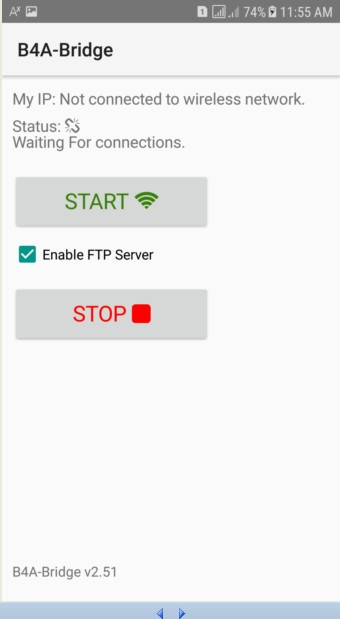 1 74% 11:55 AM
B4A-Bridge
My IP: Not connected to wireless network.
Status:
Waiting For connections.
START
Enable FTP Server
STOP
B4A-Bridge v2.51